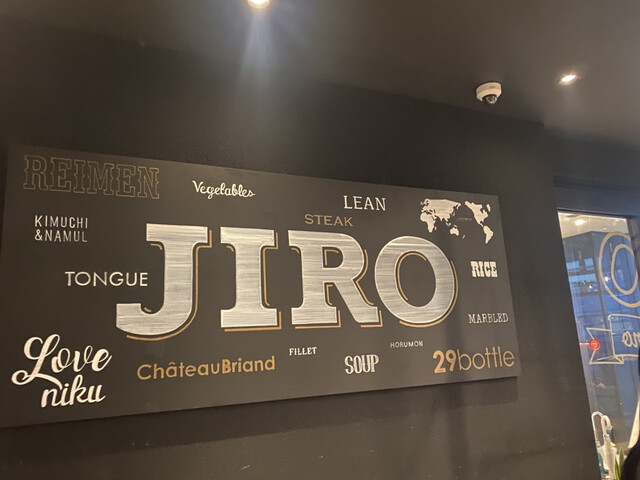 REIMEN
Vegetables
LEAN
STEAK
KIMUCHI
&NAMUL
JIRO
TONGUE
RICE
MARBLED
Love
niku
ChâteauBriand
FILLET
SOUP
HORUMON
29bottle